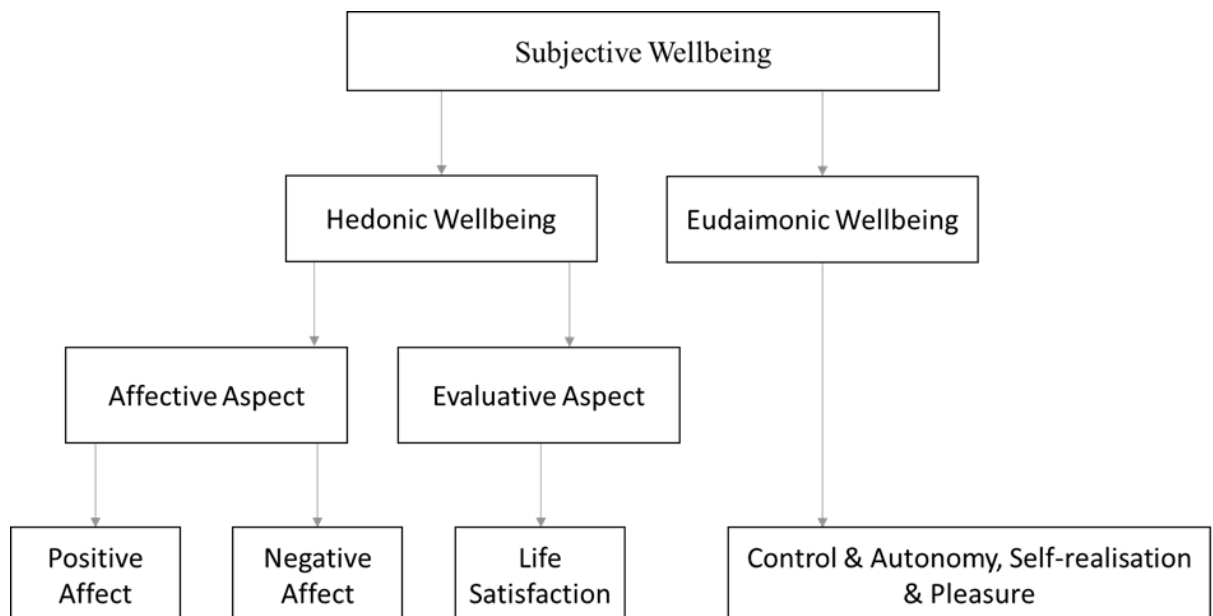 Subjective Wellbeing
Hedonic Wellbeing
Eudaimonic Wellbeing
Affective Aspect
Evaluative Aspect
Positive
Affect
Negative
Affect
Life
Satisfaction
Control & Autonomy, Self-realisation
& Pleasure